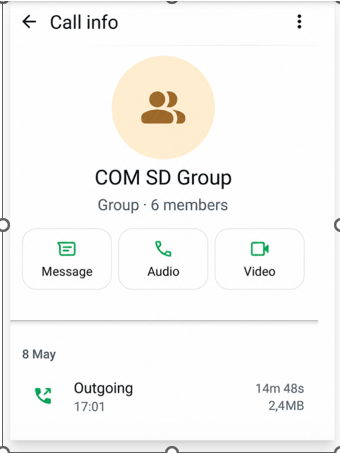 Call info
COM SD Group
Group · 6 members
Message Audio Video
8 May
Outgoing 14m 48s
17:01 2,4MB